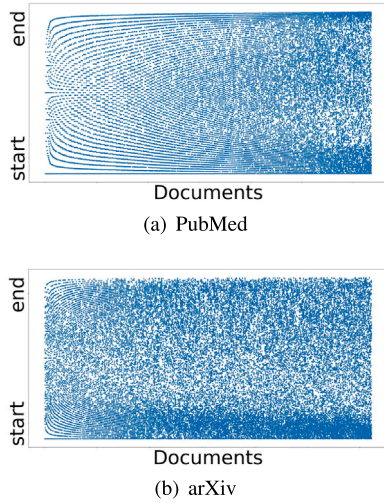 end
start
Documents
(a) PubMed
end
start
Documents
(b) arXiv